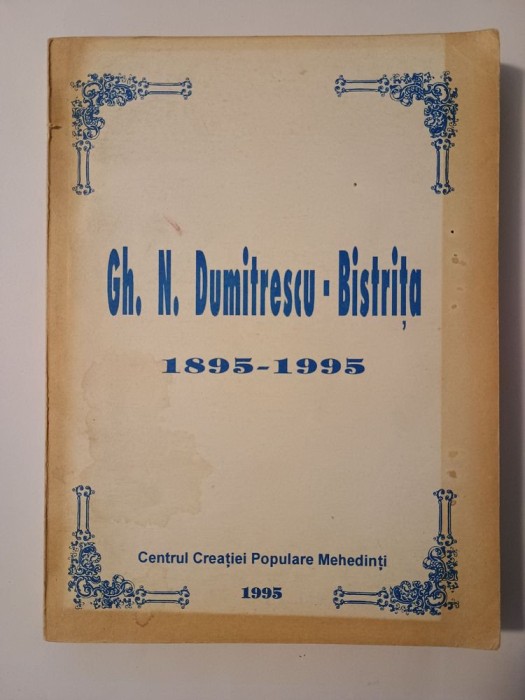 Gh. N. Dumitrescu - Bistrița
1895-1995
Centrul Creației Populare Mehedinți
1995